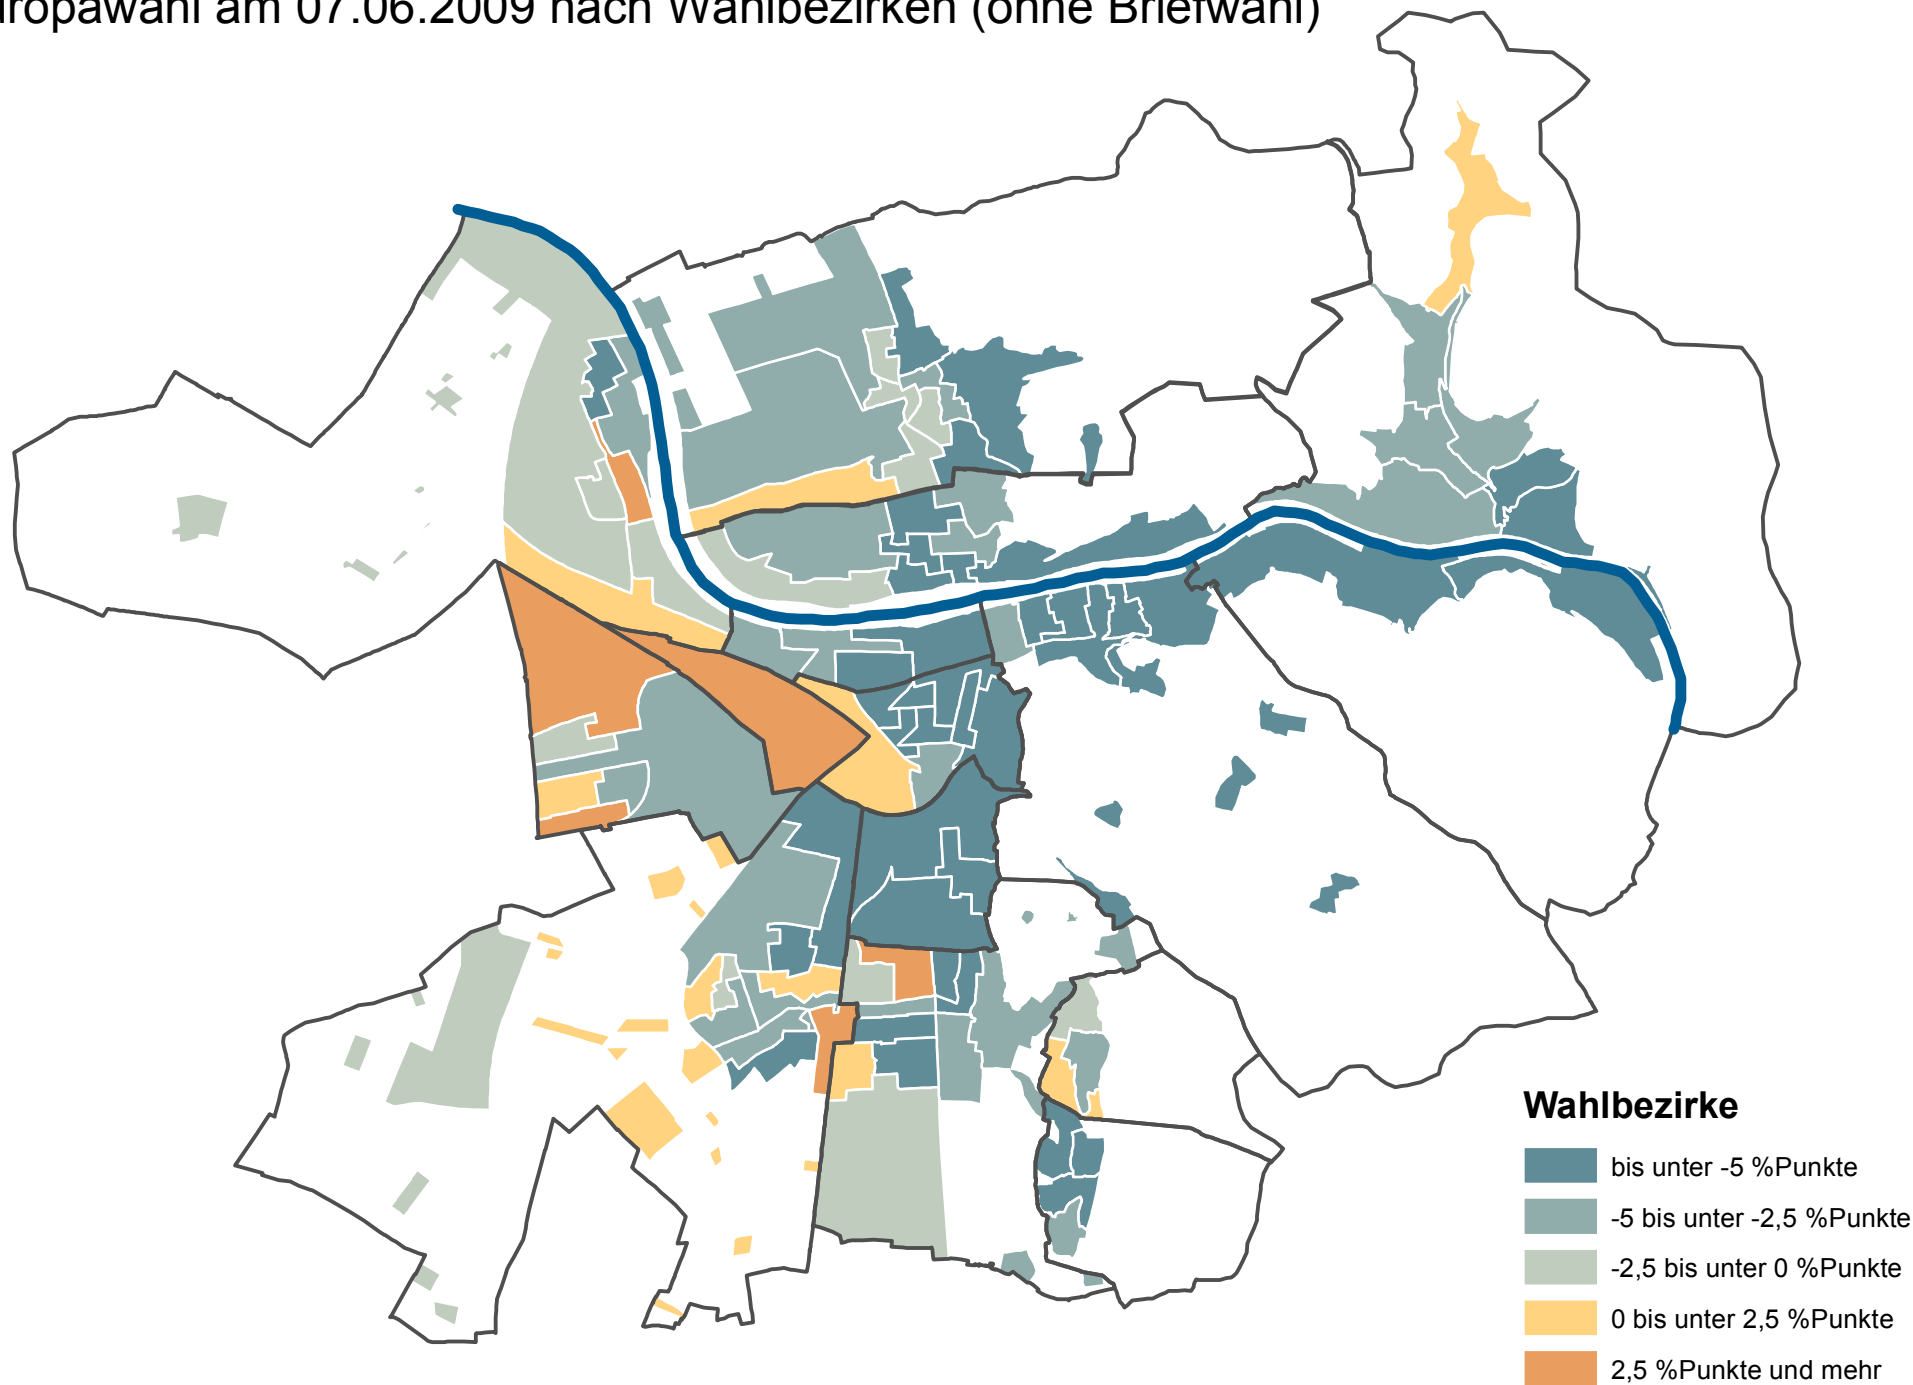 ropawahl am 07.06.2009 nach Wahlbezirken (ohne Briefwahl)
Wahlbezirke
bis unter -5 %Punkte
-5 bis unter -2,5 %Punkte
-2,5 bis unter 0 %Punkte
0 bis unter 2,5 %Punkte
2,5 %Punkte und mehr